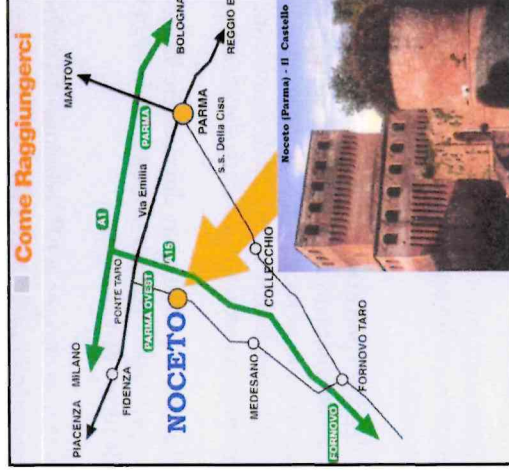 Come Raggiungerci
MANTOVA
BOLOGNA
REGGIO E
PARMA
PARMA
A1
Via Emilia
s.s. Della Cisa
PIACENZA
MILANO
PONTE TARO
FIDENZA
PARMA OVEST
A15
NOCETO
COLLECCHIO
MEDESANO
FORNOVO TARO
FORNOVO
Noceto (Parma) - Il Castello